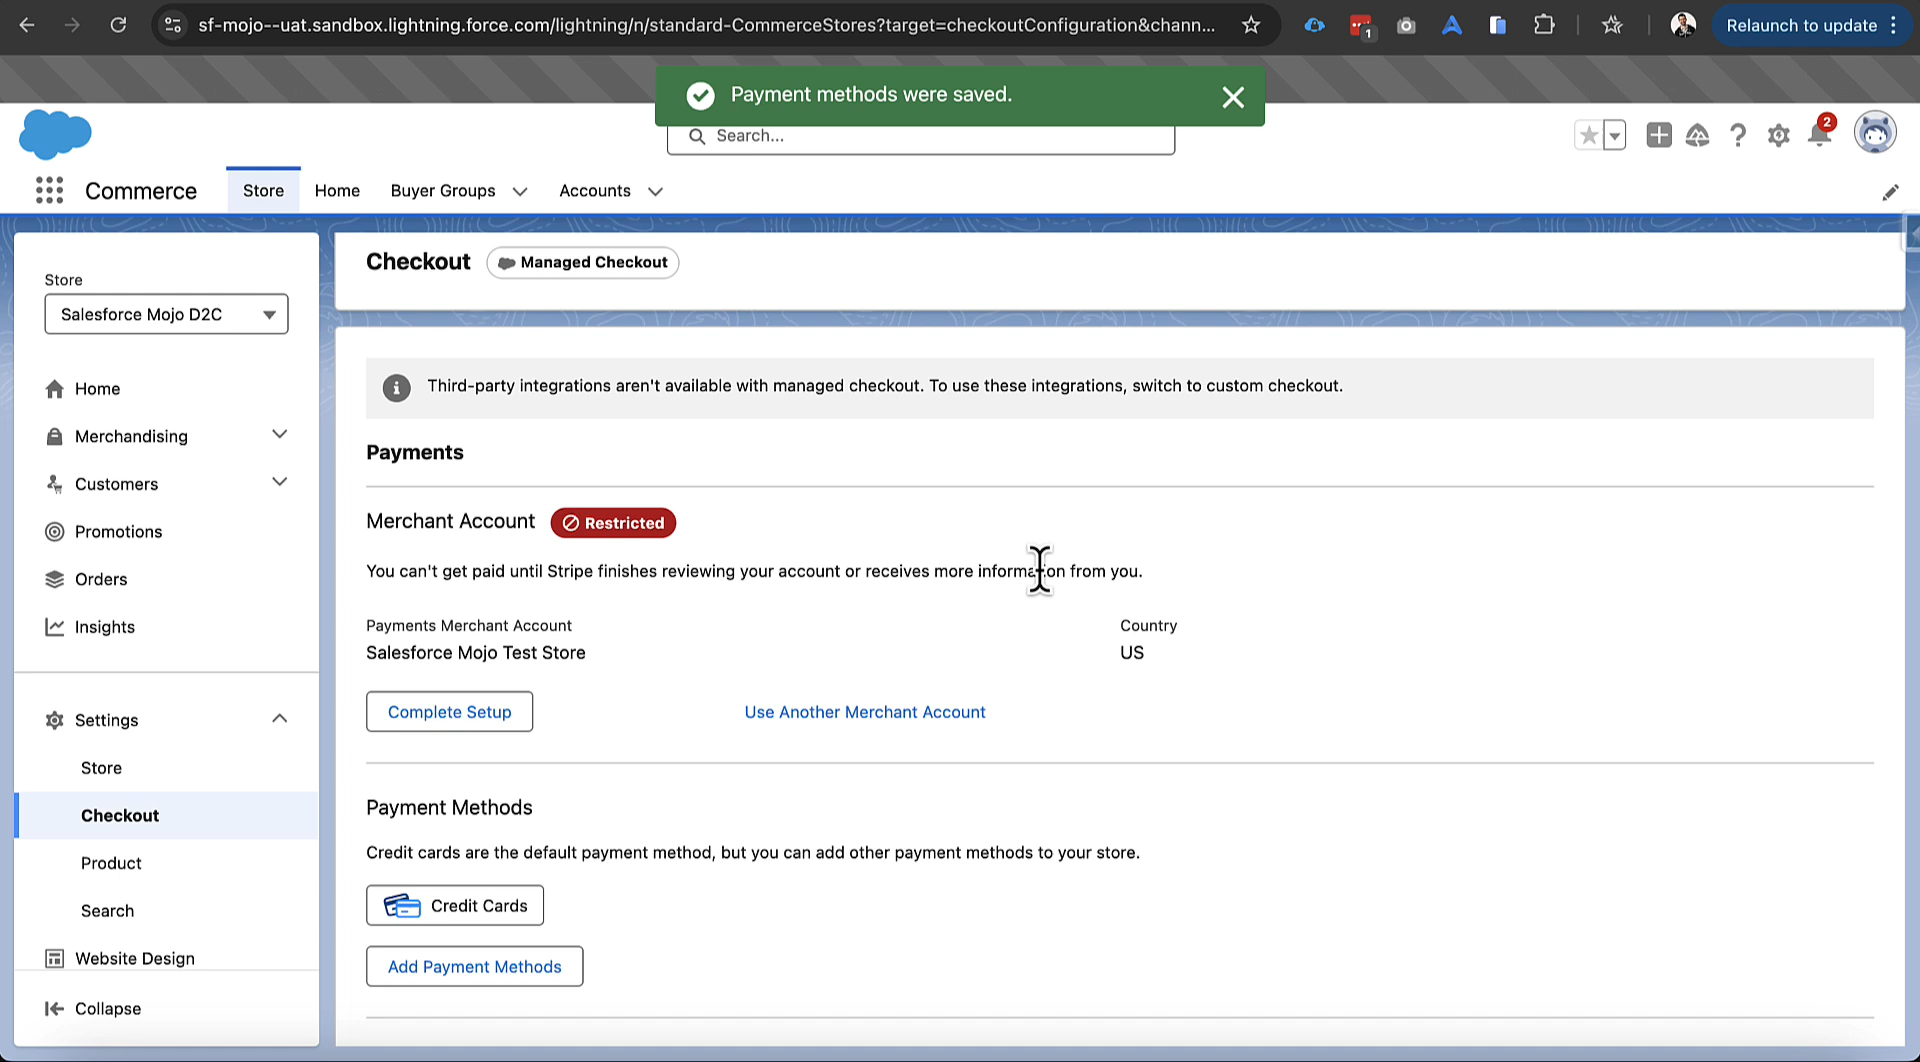 sf-mojo--uat.sandbox.lightning.force.com/lightning/n/standard-CommerceStores?target=checkoutConfiguration&chann...
1
Relaunch to update
Payment methods were saved.
Search...
2
Commerce
Store
Home
Buyer Groups
Accounts
Store
Salesforce Mojo D2C
Home
Merchandising
Customers
Promotions
Orders
Insights
Settings
Store
Checkout
Product
Search
Website Design
Collapse
Checkout
Managed Checkout
Third-party integrations aren't available with managed checkout. To use these integrations, switch to custom checkout.
Payments
Merchant Account
Restricted
You can't get paid until Stripe finishes reviewing your account or receives more information from you.
Payments Merchant Account
Salesforce Mojo Test Store
Country
US
Complete Setup
Use Another Merchant Account
Payment Methods
Credit cards are the default payment method, but you can add other payment methods to your store.
Credit Cards
Add Payment Methods